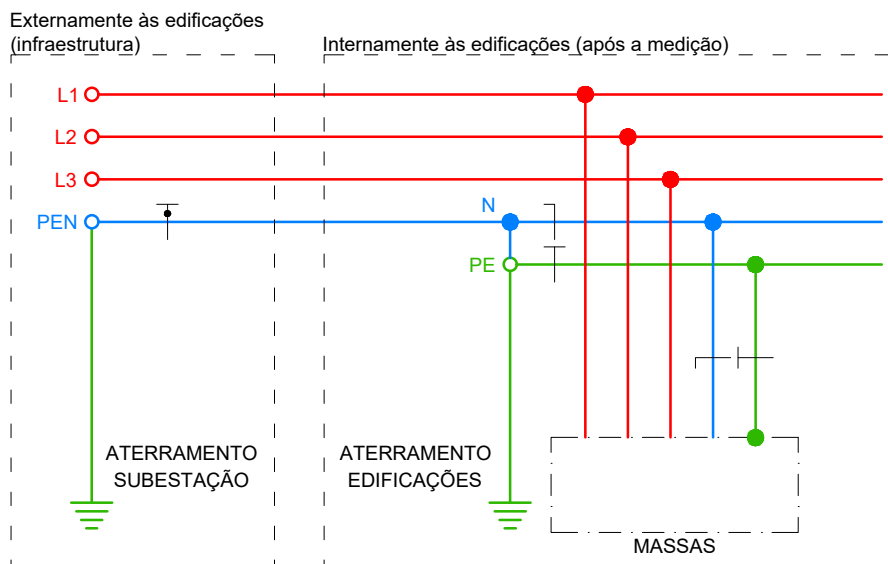 Externamente às edificações
(infraestrutura)
Internamente às edificações (após a medição)
L1
L2
L3
PEN
N
PE
ATERRAMENTO
SUBESTAÇÃO
ATERRAMENTO
EDIFICAÇÕES
MASSAS